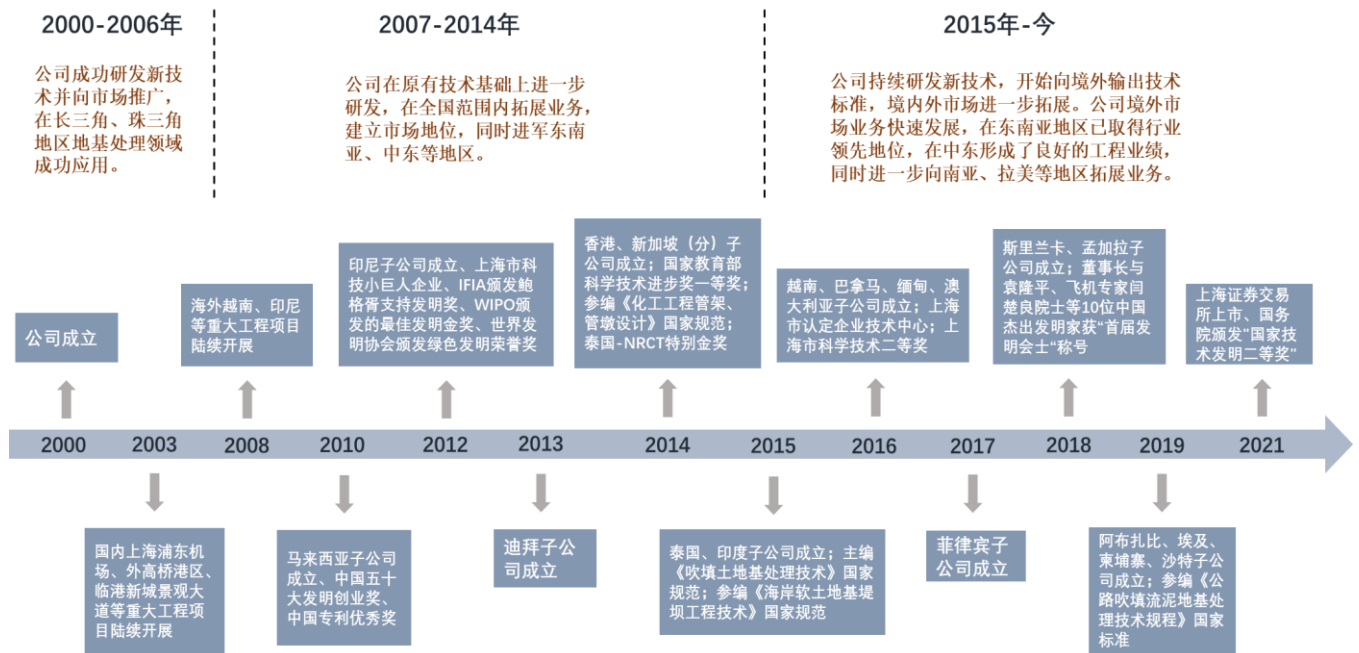 2000-2006年
公司成功研发新技
术并向市场推广，
在长三角、珠三角
地区地基处理领域
成功应用。
2007-2014年
公司在原有技术基础上进一步
研发，在全国范围内拓展业务，
建立市场地位，同时进军东南
亚、中东等地区。
2015年-今
公司持续研发新技术，开始向境外输出技术
标准，境内外市场进一步拓展。公司境外市
场业务快速发展，在东南亚地区已取得行业
领先地位，在中东形成了良好的工程业绩，
同时进一步向南亚、拉美等地区拓展业务。
公司成立
海外越南、印尼
等重大工程项目
陆续开展
印尼子公司成立、上海市科
技小巨人企业、IFIA颁发鲍
格胥支持发明奖、WIPO颁
发的最佳发明金奖、世界发
明协会颁发绿色发明荣誉奖
香港、新加坡（分）子
公司成立；国家教育部
科学技术进步奖一等奖；
参编《化工工程管架、
管墩设计》国家规范；
泰国-NRCT特别金奖
越南、巴拿马、缅甸、澳
大利亚子公司成立；上海
市认定企业技术中心；上
海市科学技术二等奖
斯里兰卡、孟加拉子
公司成立；董事长与
袁隆平、飞机专家闫
楚良院士等10位中国
杰出发明家获“首届发
明会士“称号
上海证券交易
所上市、国务
院颁发”国家技
术发明二等奖”
2000
2003
2008
2010
2012
2013
2014
2015
2016
2017
2018
2019
2021
国内上海浦东机
场、外高桥港区、
临港新城景观大
道等重大工程项
目陆续开展
马来西亚子公司
成立、中国五十
大发明创业奖、
中国专利优秀奖
迪拜子公
司成立
泰国、印度子公司成立；主编
《吹填土地基处理技术》国家
规范；参编《海岸软土地基堤
坝工程技术》国家规范
菲律宾子
公司成立
阿布扎比、埃及、
柬埔寨、沙特子公
司成立；参编《公
路吹填流泥地基处
理技术规程》国家
标准